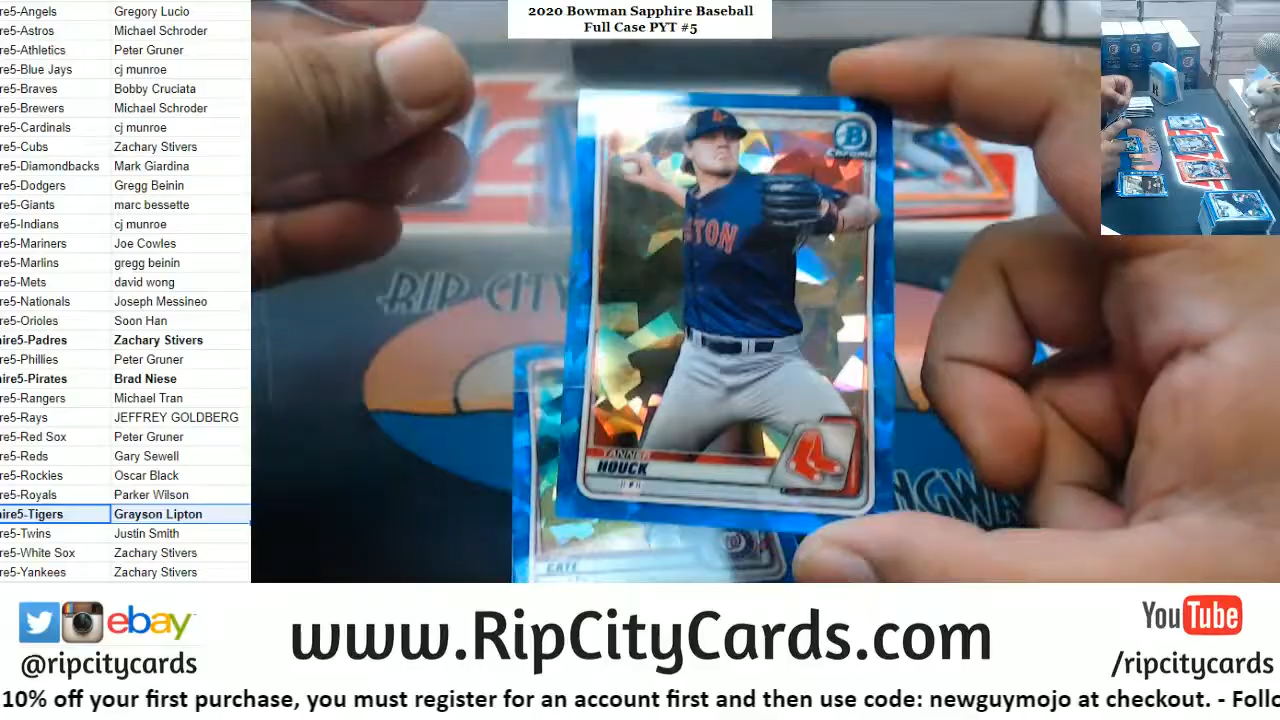 re5-Angels Gregory Lucio
re5-Astros Michael Schroder
re5-Athletics Peter Gruner
ire5-Blue Jays cj munroe
re5-Braves Bobby Cruciata
re5-Brewers Michael Schroder
re5-Cardinals cj munroe
re5-Cubs Zachary Stivers
re5-Diamondbacks Mark Giardina
re5-Dodgers Gregg Beinin
re5-Giants marc bessette
re5-Indians cj munroe
re5-Mariners Joe Cowles
re5-Marlins gregg beinin
re5-Mets david wong
re5-Nationals Joseph Messineo
re5-Orioles Soon Han
ire5-Padres Zachary Stivers
re5-Phillies Peter Gruner
ire5-Pirates Brad Niese
re5-Rangers Michael Tran
re5-Rays JEFFREY GOLDBERG
re5-Red Sox Peter Gruner
re5-Reds Gary Sewell
re5-Rockies Oscar Black
re5-Royals Parker Wilson
ire5-Tigers Grayson Lipton
re5-Twins Justin Smith
re5-White Sox Zachary Stivers
re5-Yankees Zachary Stivers
2020 Bowman Sapphire Baseball
Full Case PYT #5
B
CHROME
STON
RIP CITY
TANNER
HOUCK
NGWA
CATE
ebay
@ripcitycards
www.RipCityCards.com
YouTube
/ripcitycards
10% off your first purchase, you must register for an account first and then use code: newguymojo at checkout. - Follo